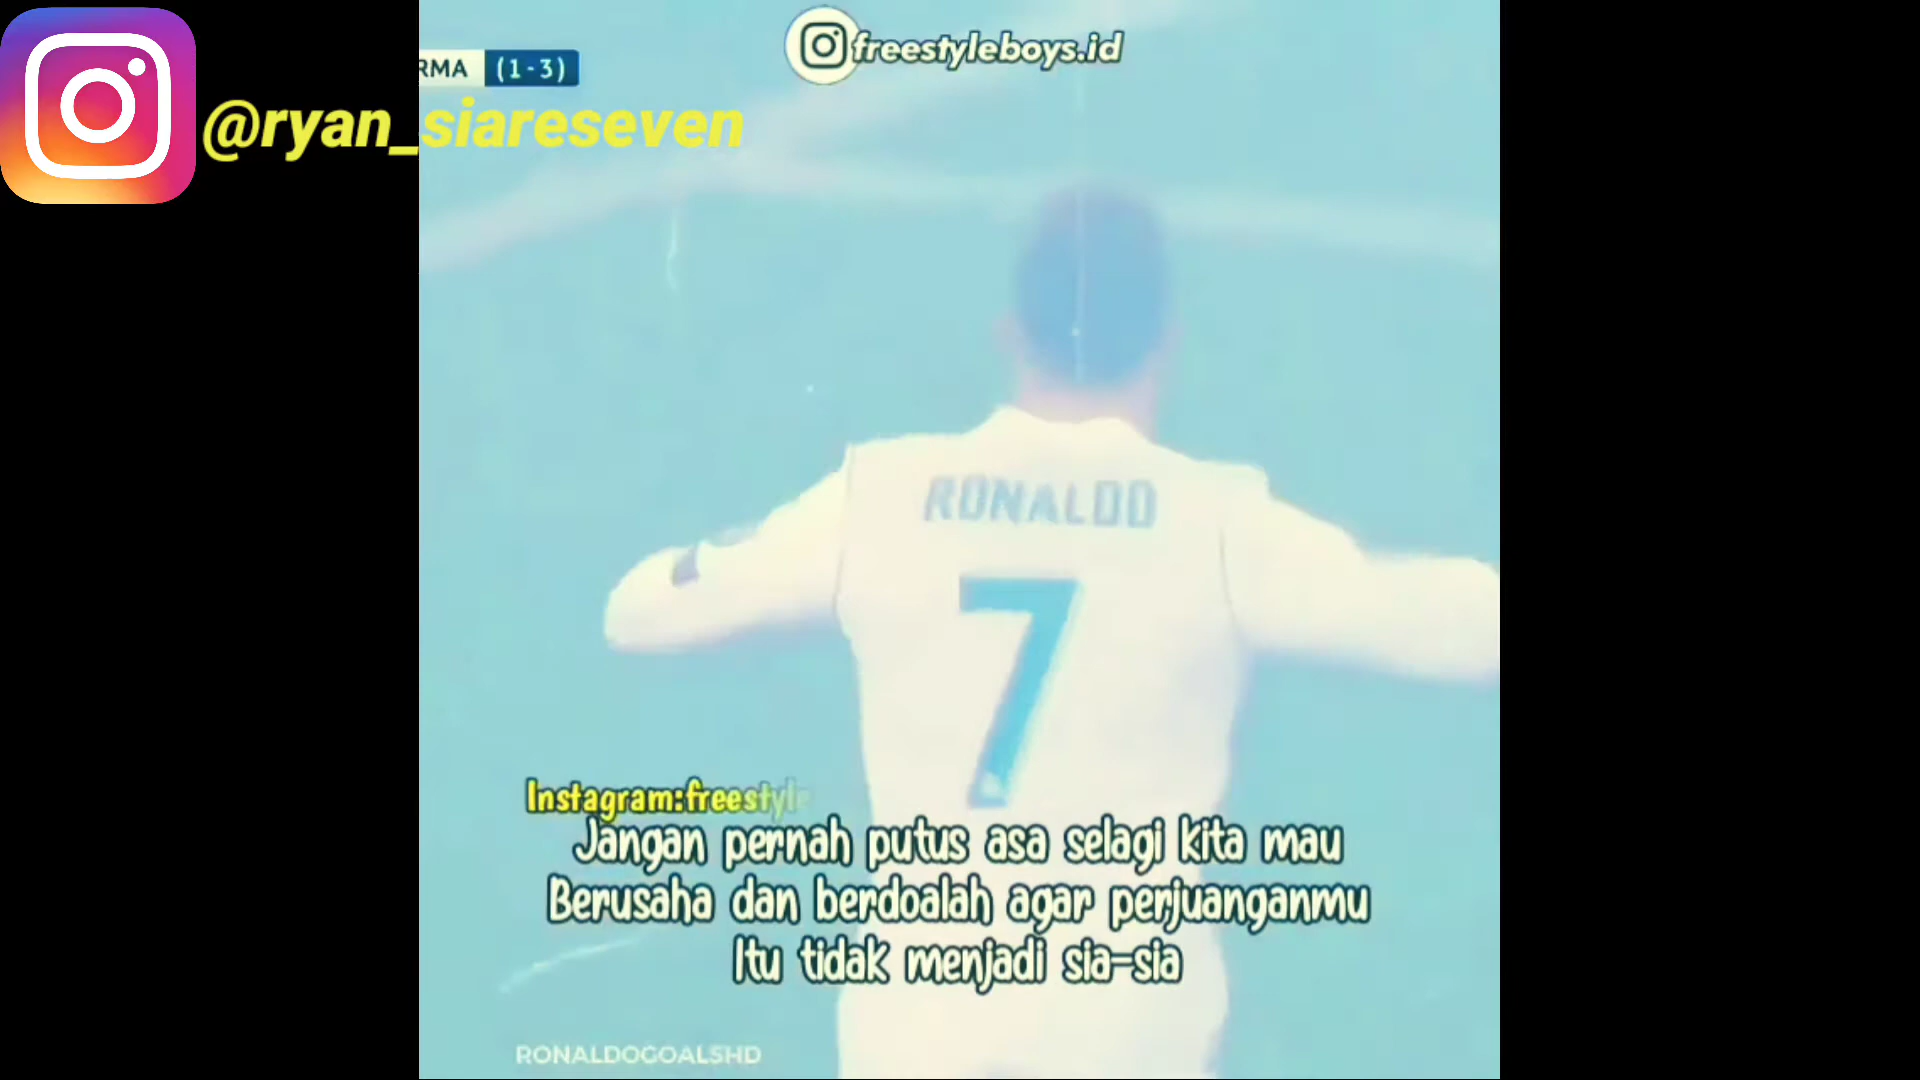 freestyleboys.id
RMA (1-3)
@ryan_siareseven
RONALDO
7
Instagram:freestyle
Jangan pernah putus asa selagi kita mau
Berusaha dan berdoalah agar perjuanganmu
Itu tidak menjadi sia-sia
RONALDOGOALSHD